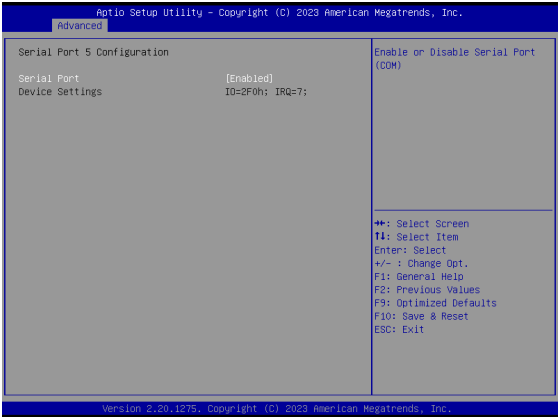 Aptio Setup Utility – Copyright (C) 2023 American Megatrends, Inc.
Advanced
Serial Port 5 Configuration
Serial Port [Enabled]
Device Settings IO=2F0h; IRQ=7;
Enable or Disable Serial Port
(COM)
→←: Select Screen
↑↓: Select Item
Enter: Select
+/- : Change Opt.
F1: General Help
F2: Previous Values
F9: Optimized Defaults
F10: Save & Reset
ESC: Exit
Version 2.20.1275. Copyright (C) 2023 American Megatrends, Inc.